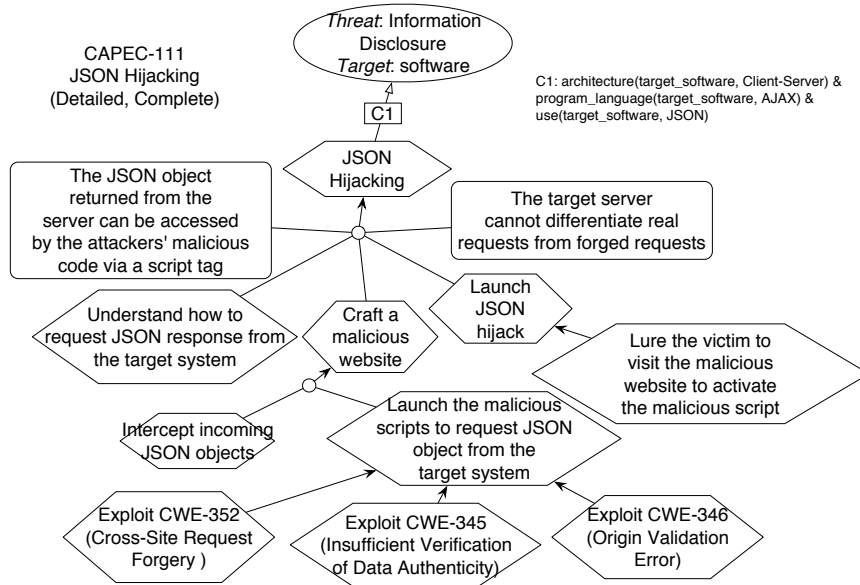 Threat: Information
Disclosure
Target: software
CAPEC-111
JSON Hijacking
(Detailed, Complete)
C1: architecture(target_software, Client-Server) &
program_language(target_software, AJAX) &
use(target_software, JSON)
C1
JSON
Hijacking
The JSON object
returned from the
server can be accessed
by the attackers' malicious
code via a script tag
The target server
cannot differentiate real
requests from forged requests
Understand how to
request JSON response from
the target system
Craft a
malicious
website
Launch
JSON
hijack
Lure the victim to
visit the malicious
website to activate
the malicious script
Intercept incoming
JSON objects
Launch the malicious
scripts to request JSON
object from the
target system
Exploit CWE-352
(Cross-Site Request
Forgery )
Exploit CWE-345
(Insufficient Verification
of Data Authenticity)
Exploit CWE-346
(Origin Validation
Error)